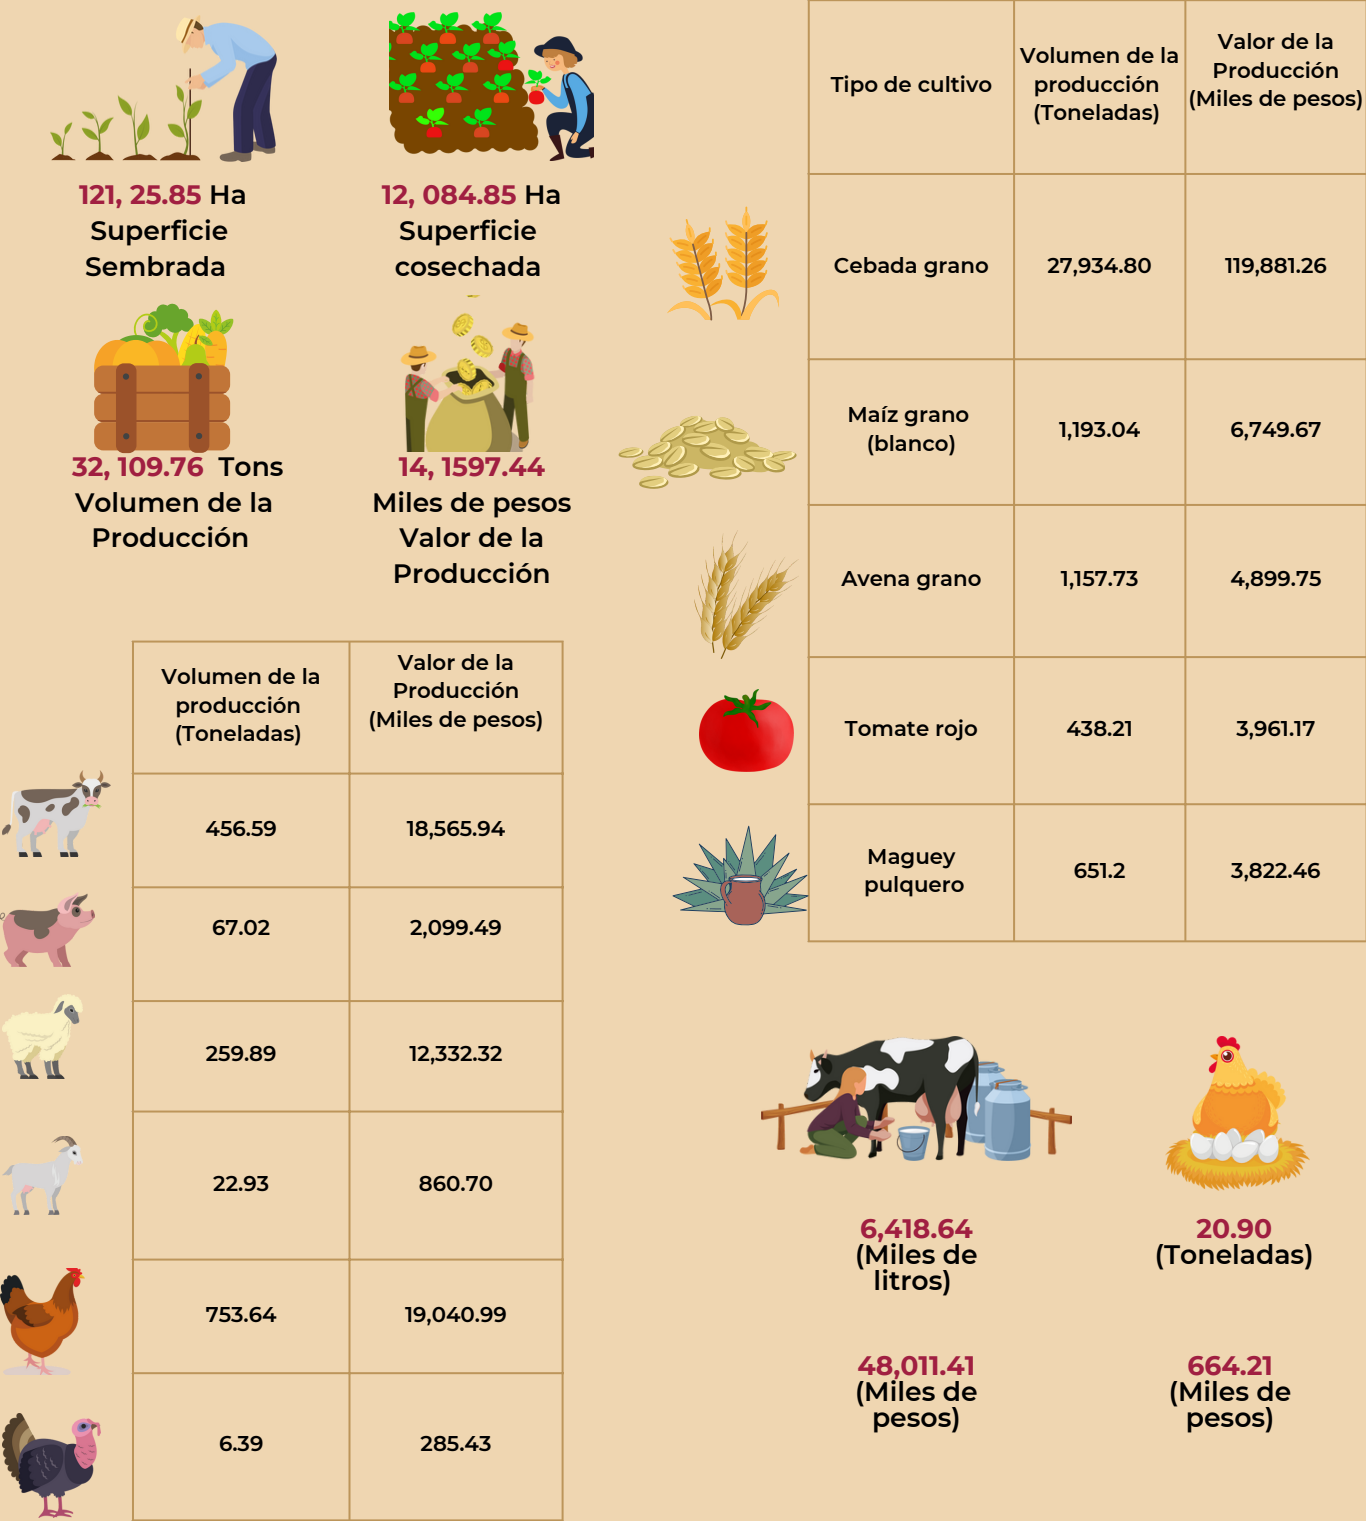 121, 25.85 Ha
Superficie
Sembrada
12, 084.85 Ha
Superficie
cosechada
32, 109.76 Tons
Volumen de la
Producción
14, 1597.44
Miles de pesos
Valor de la
Producción
Tipo de cultivo
Volumen de la
producción
(Toneladas)
Valor de la
Producción
(Miles de pesos)
Cebada grano
27,934.80
119,881.26
Maíz grano
(blanco)
1,193.04
6,749.67
Avena grano
1,157.73
4,899.75
Tomate rojo
438.21
3,961.17
Maguey
pulquero
651.2
3,822.46
Volumen de la
producción
(Toneladas)
Valor de la
Producción
(Miles de pesos)
456.59
18,565.94
67.02
2,099.49
259.89
12,332.32
22.93
860.70
753.64
19,040.99
6.39
285.43
6,418.64
(Miles de
litros)
48,011.41
(Miles de
pesos)
20.90
(Toneladas)
664.21
(Miles de
pesos)